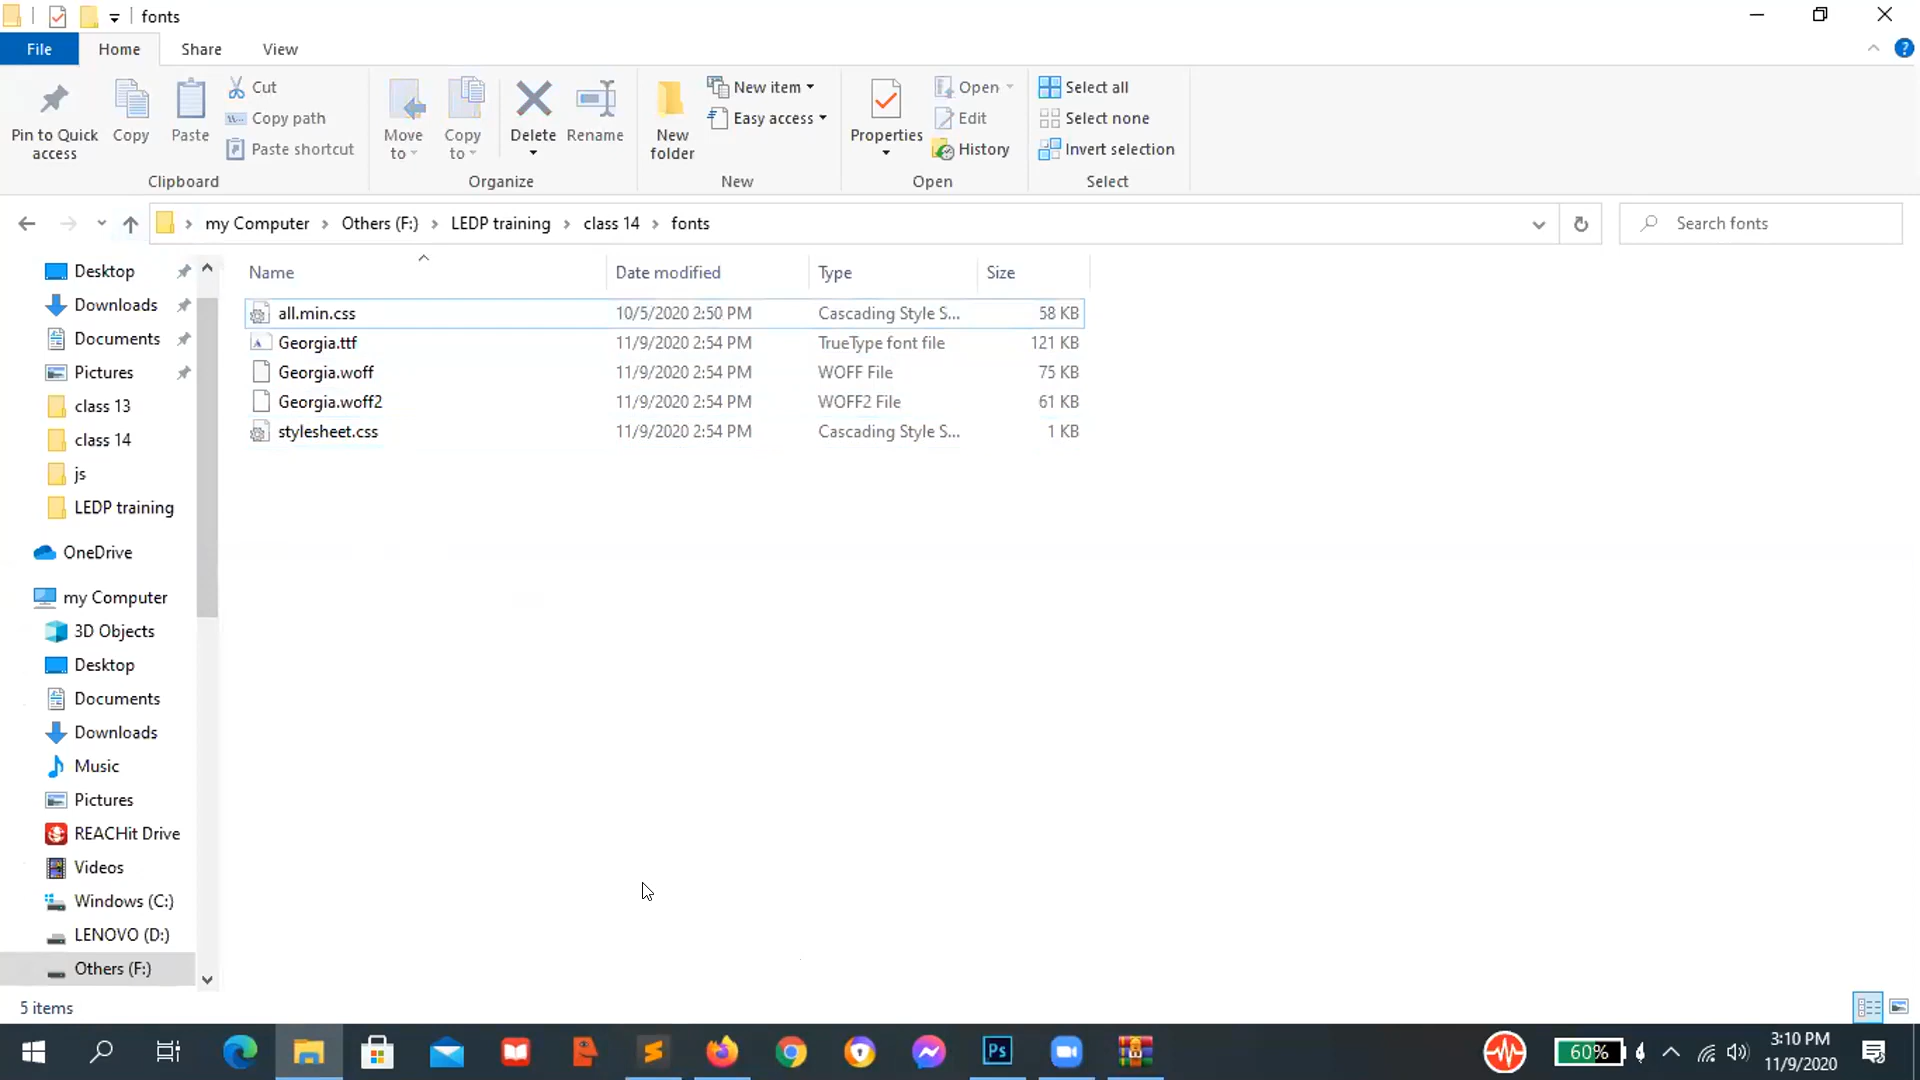 fonts
File Home Share View
Pin to Quick access
Copy
Paste
Cut
Copy path
Paste shortcut
Clipboard
Move to
Copy to
Delete
Rename
Organize
New folder
New item
Easy access
New
Properties
Open
Edit
History
Open
Select all
Select none
Invert selection
Select
my Computer › Others (F:) › LEDP training › class 14 › fonts
Search fonts
Name Date modified Type Size
all.min.css 10/5/2020 2:50 PM Cascading Style S... 58 KB
Georgia.ttf 11/9/2020 2:54 PM TrueType font file 121 KB
Georgia.woff 11/9/2020 2:54 PM WOFF File 75 KB
Georgia.woff2 11/9/2020 2:54 PM WOFF2 File 61 KB
stylesheet.css 11/9/2020 2:54 PM Cascading Style S... 1 KB
Desktop
Downloads
Documents
Pictures
class 13
class 14
js
LEDP training
OneDrive
my Computer
3D Objects
Desktop
Documents
Downloads
Music
Pictures
REACHit Drive
Videos
Windows (C:)
LENOVO (D:)
Others (F:)
5 items
Ps
60%
3:10 PM
11/9/2020